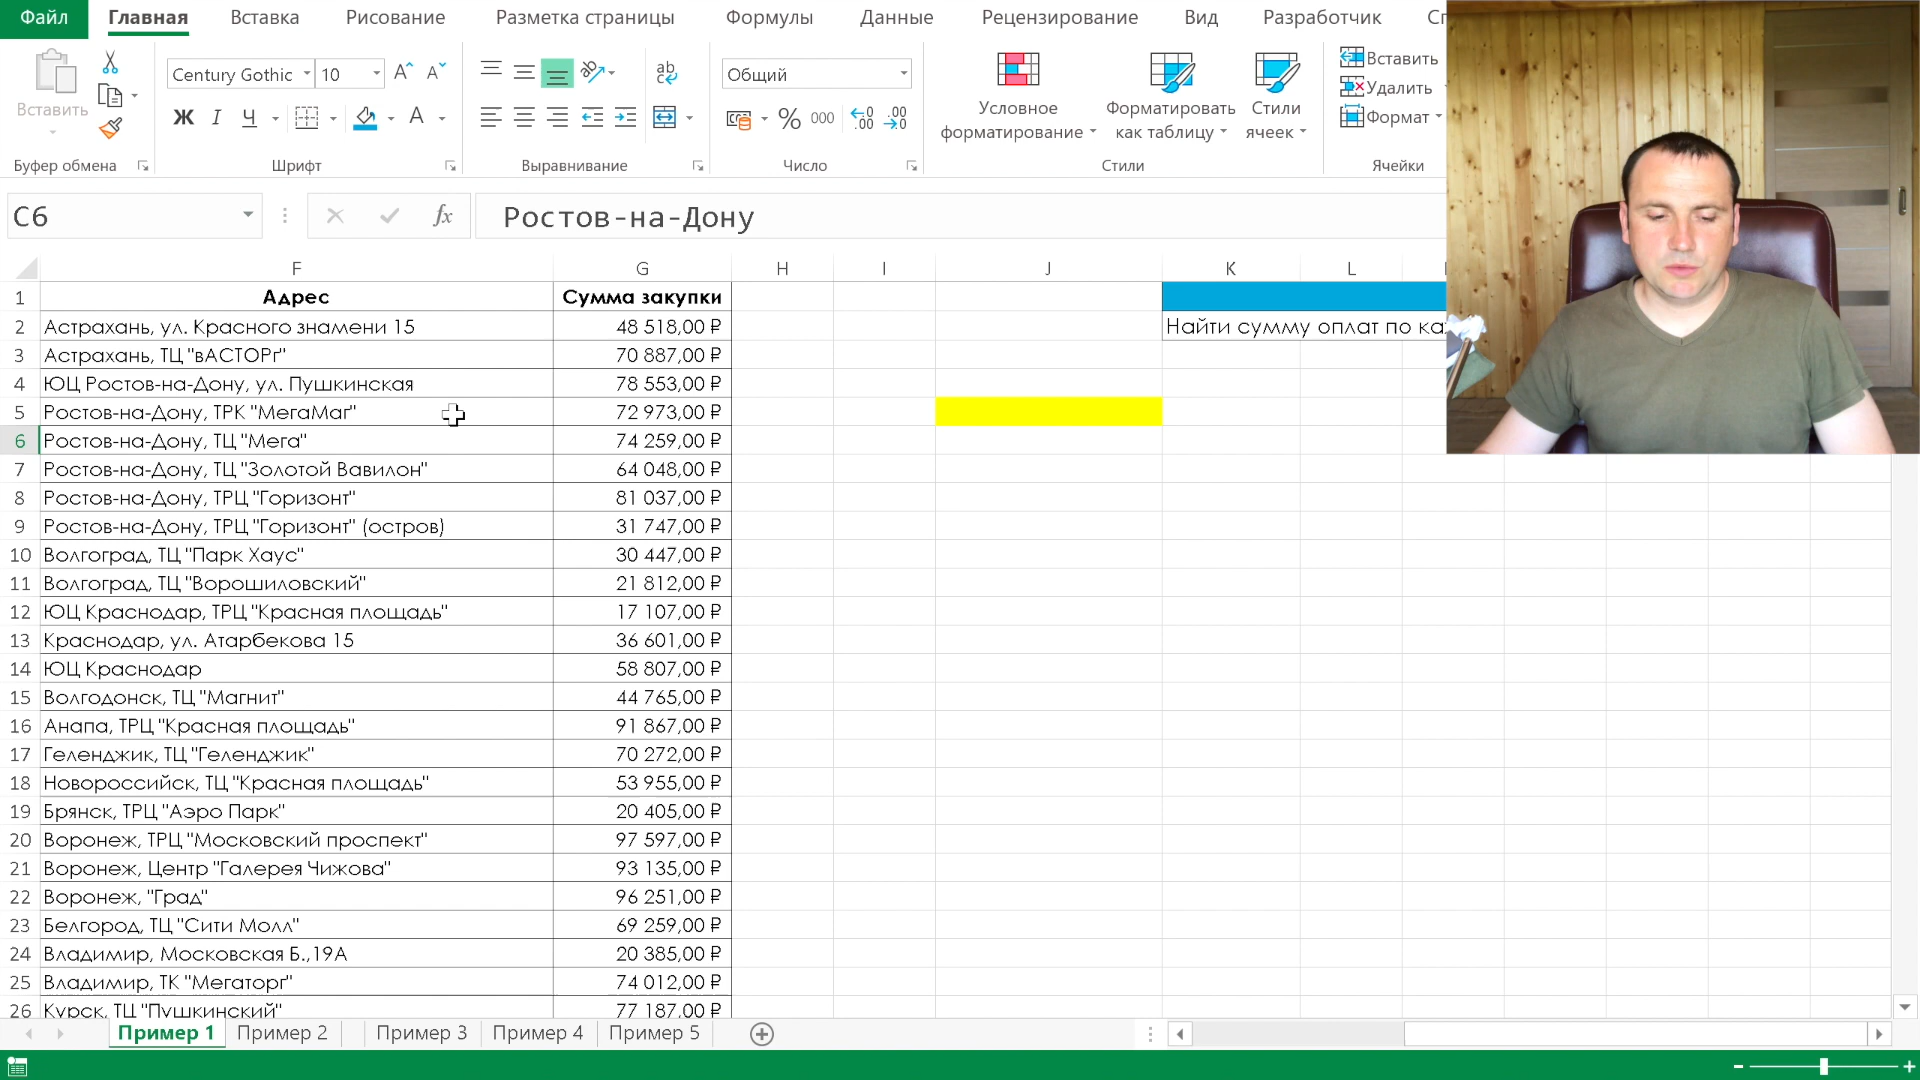 Файл Главная Вставка Рисование Разметка страницы Формулы Данные Рецензирование Вид Разработчик
Century Gothic 10 Общий Вставить
Вставить Условное форматирование Форматировать как таблицу Стили ячеек Удалить
Ж К Ч % 000 Формат
Буфер обмена Шрифт Выравнивание Число Стили Ячейки
C6 fx Ростов-на-Дону
F G H I J K L
1 Адрес Сумма закупки
2 Астрахань, ул. Красного знамени 15 48 518,00 ₽ Найти сумму оплат по
3 Астрахань, ТЦ "вАСТОРг" 70 887,00 ₽
4 ЮЦ Ростов-на-Дону, ул. Пушкинская 78 553,00 ₽
5 Ростов-на-Дону, ТРК "МегаМаг" 72 973,00 ₽
6 Ростов-на-Дону, ТЦ "Мега" 74 259,00 ₽
7 Ростов-на-Дону, ТЦ "Золотой Вавилон" 64 048,00 ₽
8 Ростов-на-Дону, ТРЦ "Горизонт" 81 037,00 ₽
9 Ростов-на-Дону, ТРЦ "Горизонт" (остров) 31 747,00 ₽
10 Волгоград, ТЦ "Парк Хаус" 30 447,00 ₽
11 Волгоград, ТЦ "Ворошиловский" 21 812,00 ₽
12 ЮЦ Краснодар, ТРЦ "Красная площадь" 17 107,00 ₽
13 Краснодар, ул. Атарбекова 15 36 601,00 ₽
14 ЮЦ Краснодар 58 807,00 ₽
15 Волгодонск, ТЦ "Магнит" 44 765,00 ₽
16 Анапа, ТРЦ "Красная площадь" 91 867,00 ₽
17 Геленджик, ТЦ "Геленджик" 70 272,00 ₽
18 Новороссийск, ТЦ "Красная площадь" 53 955,00 ₽
19 Брянск, ТРЦ "Аэро Парк" 20 405,00 ₽
20 Воронеж, ТРЦ "Московский проспект" 97 597,00 ₽
21 Воронеж, Центр "Галерея Чижова" 93 135,00 ₽
22 Воронеж, "Град" 96 251,00 ₽
23 Белгород, ТЦ "Сити Молл" 69 259,00 ₽
24 Владимир, Московская Б.,19А 20 385,00 ₽
25 Владимир, ТК "Мегаторг" 74 012,00 ₽
26 Курск, ТЦ "Пушкинский" 77 187,00 ₽
Пример 1 Пример 2 Пример 3 Пример 4 Пример 5